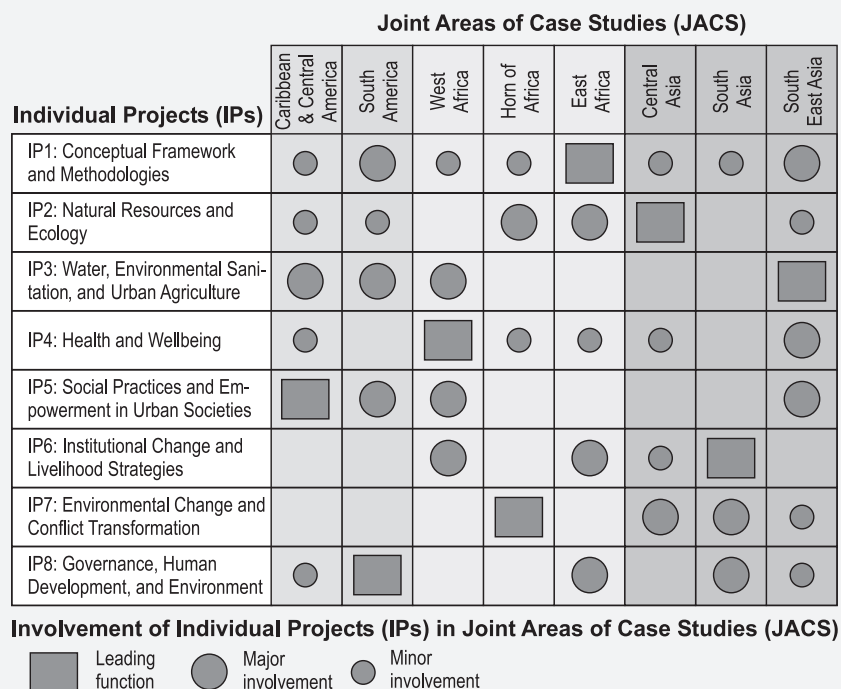 Joint Areas of Case Studies (JACS)
Individual Projects (IPs)
Caribbean
& Central
America
South
America
West
Africa
Horn of
Africa
East
Africa
Central
Asia
South
Asia
South
East Asia
IP1: Conceptual Framework
and Methodologies
IP2: Natural Resources and
Ecology
IP3: Water, Environmental Sani-
tation, and Urban Agriculture
IP4: Health and Wellbeing
IP5: Social Practices and Em-
powerment in Urban Societies
IP6: Institutional Change and
Livelihood Strategies
IP7: Environmental Change and
Conflict Transformation
IP8: Governance, Human
Development, and Environment
Involvement of Individual Projects (IPs) in Joint Areas of Case Studies (JACS)
Leading
function
Major
involvement
Minor
involvement